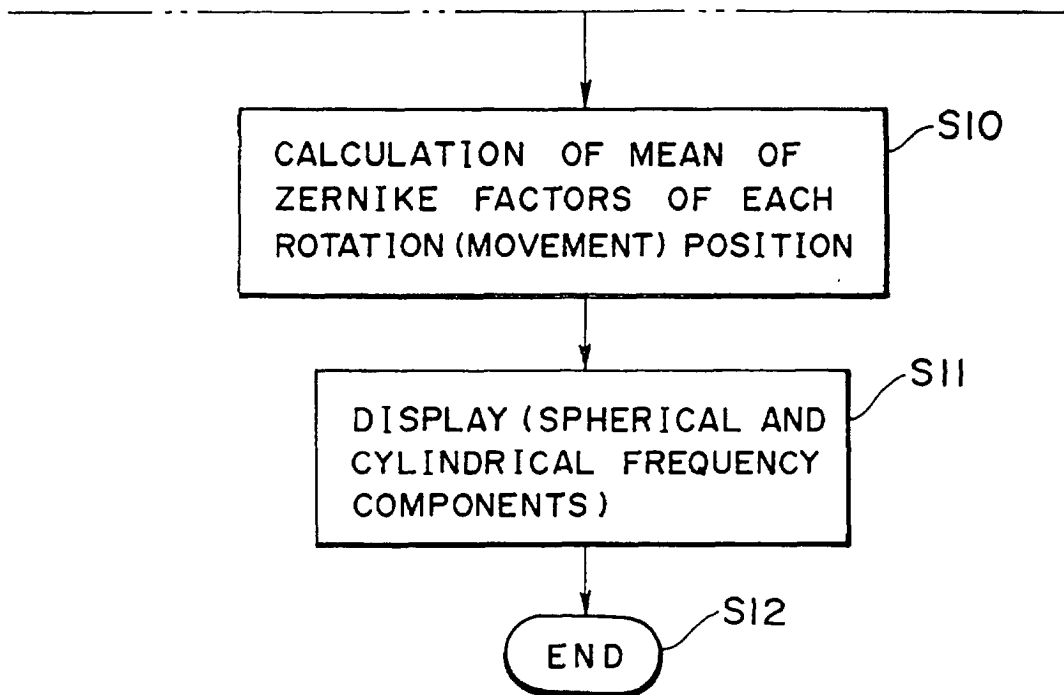 S10
CALCULATION OF MEAN OF
ZERNIKE FACTORS OF EACH
ROTATION (MOVEMENT) POSITION
S11
DISPLAY (SPHERICAL AND
CYLINDRICAL FREQUENCY
COMPONENTS)
S12
END